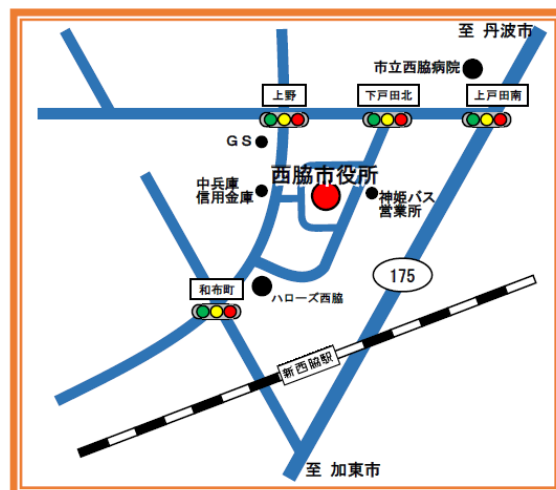 至 丹波市
市立西脇病院
上野
下戸田北
上戸田南
GS
西脇市役所
中兵庫
信用金庫
神姫バス
営業所
175
和布町
ハローズ西脇
新西脇駅
至 加東市